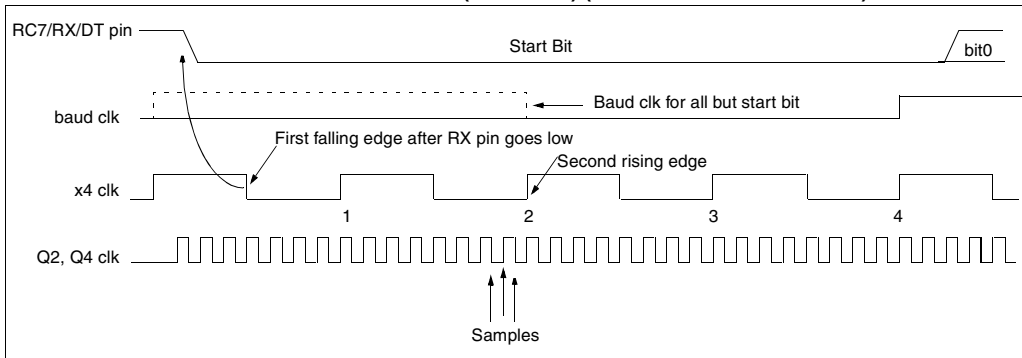 RC7/RX/DT pin
Start Bit
bit0
Baud clk for all but start bit
baud clk
First falling edge after RX pin goes low
Second rising edge
x4 clk
1 2 3 4
Q2, Q4 clk
Samples